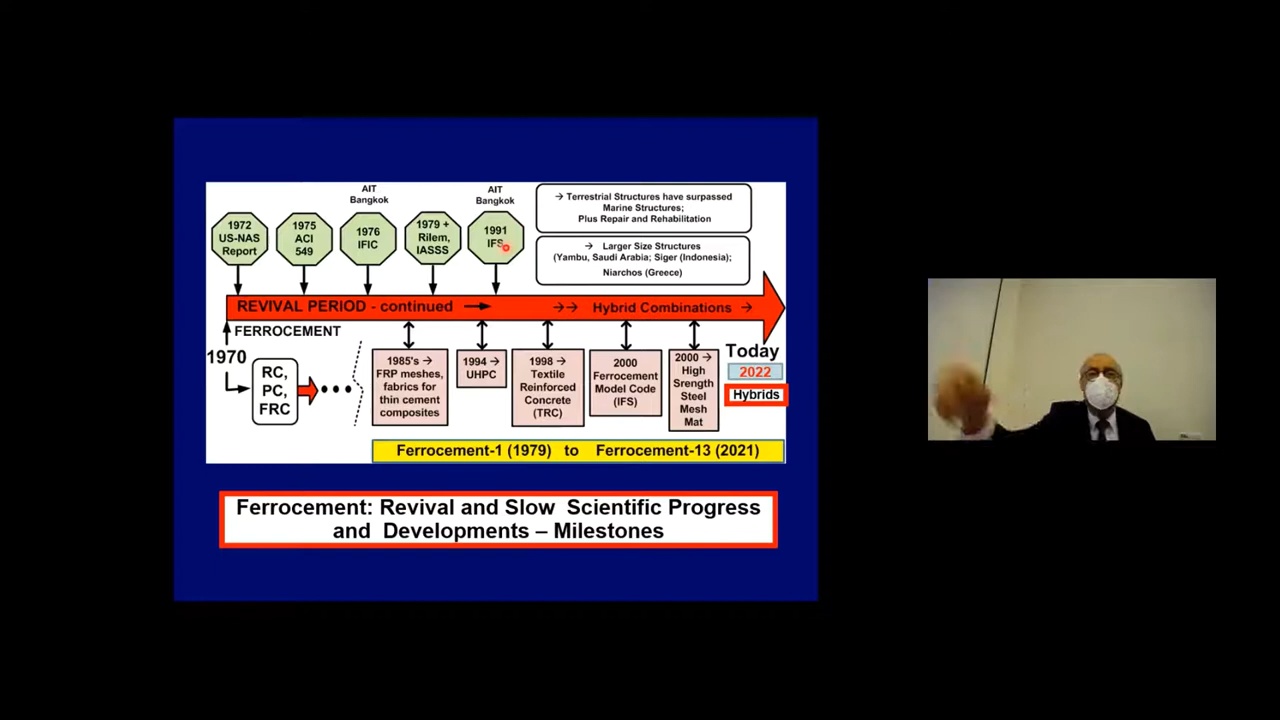 AIT
Bangkok
AIT
Bangkok
1972
US-NAS
Report
1975
ACI
549
1976
IFIC
1979 +
Rilem,
IASSS
1991
IFS
→ Terrestrial Structures have surpassed
Marine Structures;
Plus Repair and Rehabilitation
→ Larger Size Structures
(Yambu, Saudi Arabia; Siger (Indonesia);
Niarchos (Greece)
REVIVAL PERIOD - continued → →→ Hybrid Combinations →
FERROCEMENT
1970
RC,
PC,
FRC
1985's →
FRP meshes,
fabrics for
thin cement
composites
1994 →
UHPC
1998 →
Textile
Reinforced
Concrete
(TRC)
2000
Ferrocement
Model Code
(IFS)
2000 →
High
Srength
Steel
Mesh
Mat
Today
2022
Hybrids
Ferrocement-1 (1979) to Ferrocement-13 (2021)
Ferrocement: Revival and Slow Scientific Progress
and Developments – Milestones